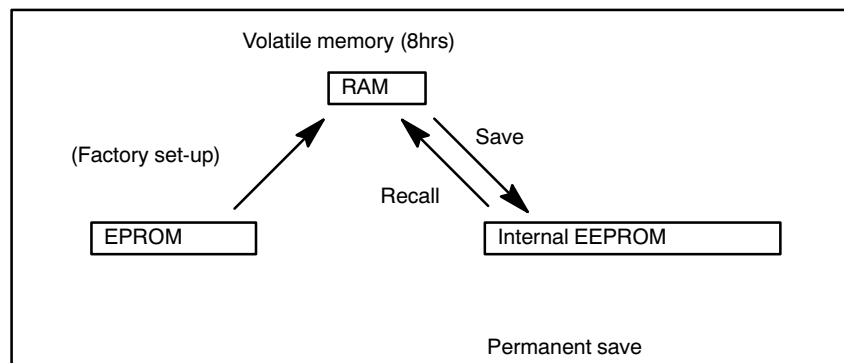 Volatile memory (8hrs)
RAM
Save
(Factory set-up)
Recall
EPROM
Internal EEPROM
Permanent save